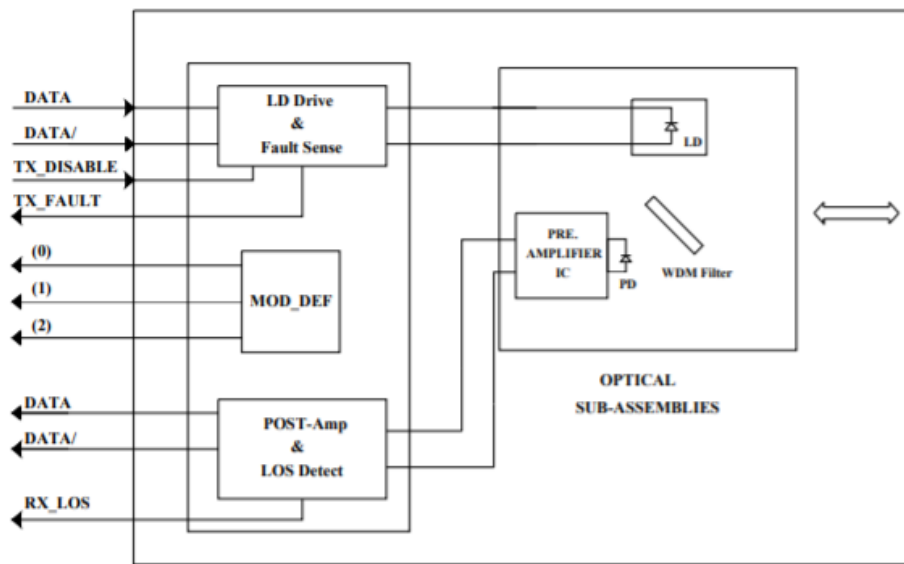 DATA
DATA/
TX_DISABLE
TX_FAULT
LD Drive
&
Fault Sense
LD
(0)
(1)
(2)
MOD_DEF
PRE.
AMPLIFIER
IC
PD
WDM Filter
OPTICAL
SUB-ASSEMBLIES
DATA
DATA/
RX_LOS
POST-Amp
&
LOS Detect